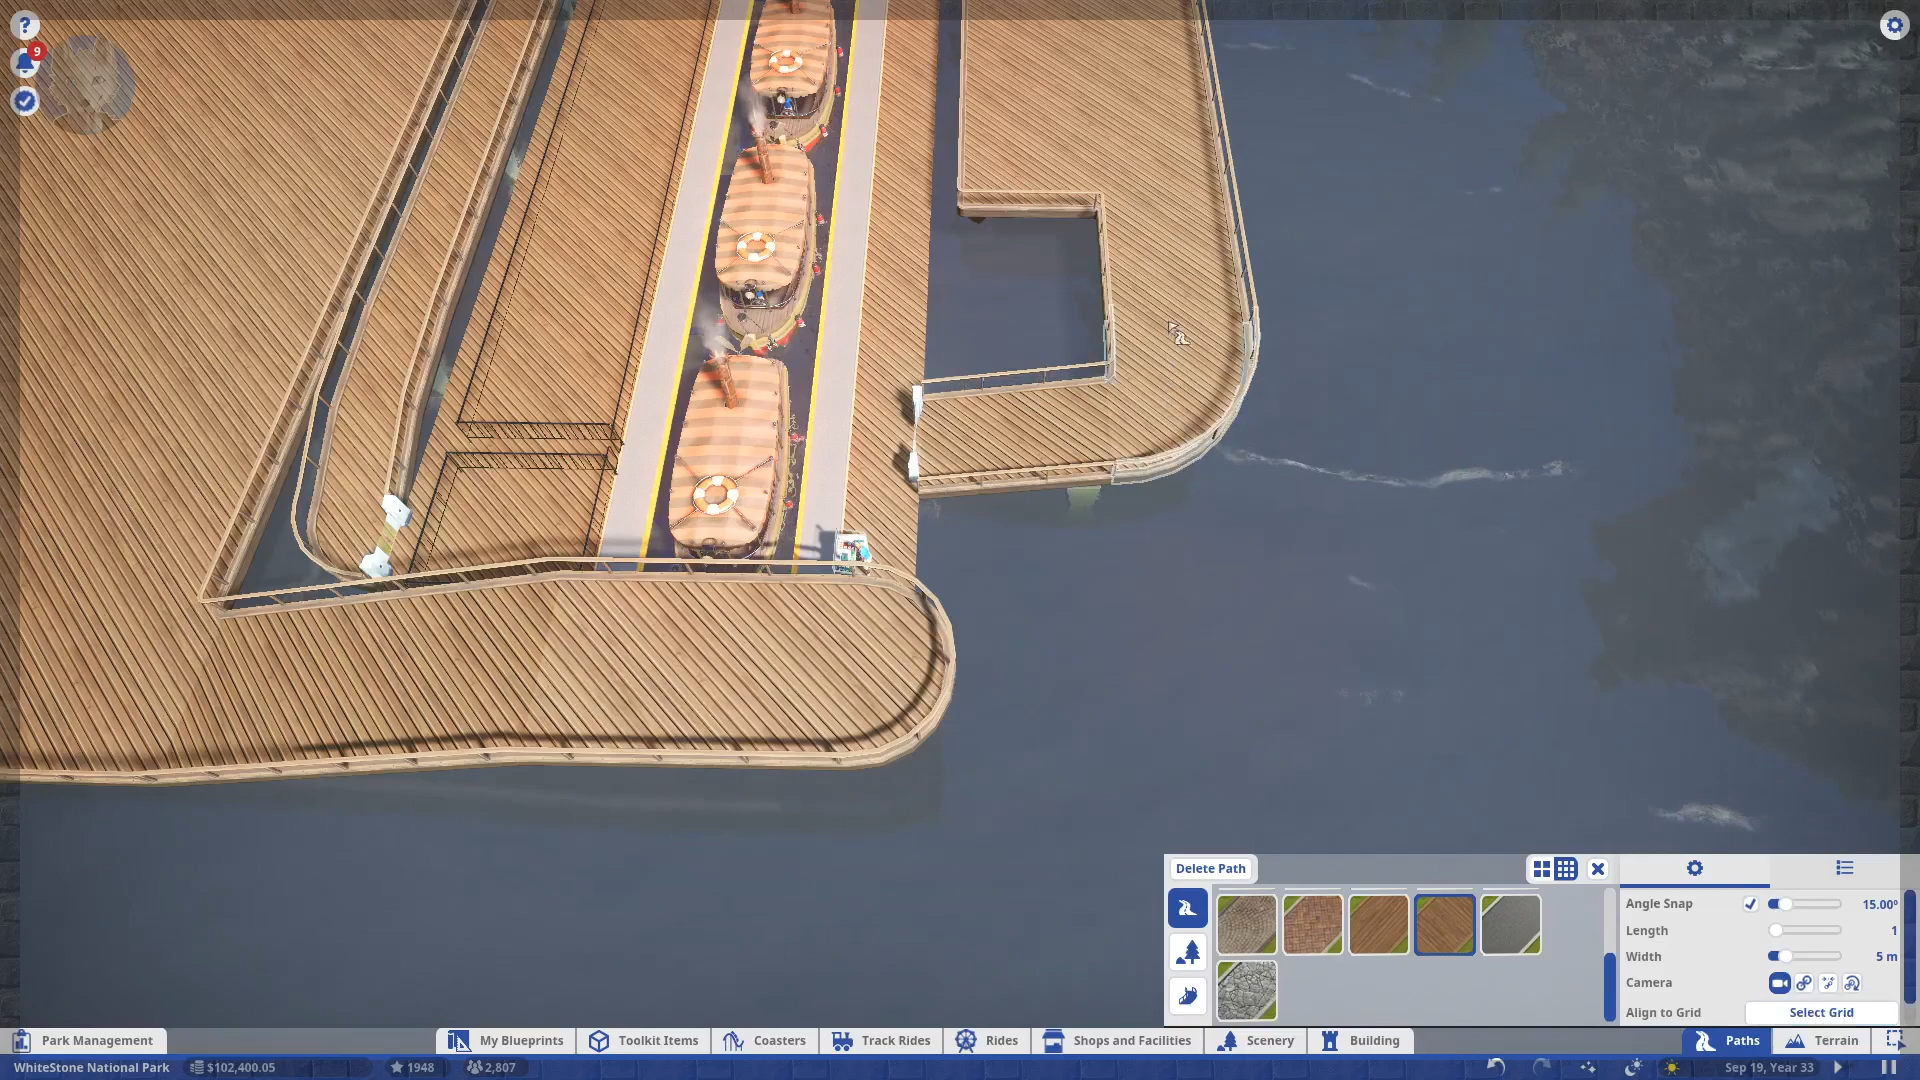 ?
9
Delete Path
Angle Snap 15.00°
Length 1
Width 5 m
Camera
Align to Grid Select Grid
Park Management My Blueprints Toolkit Items Coasters Track Rides Rides Shops and Facilities Scenery Building Paths Terrain
WhiteStone National Park $102,400.05 1948 2,807 Sep 19, Year 33